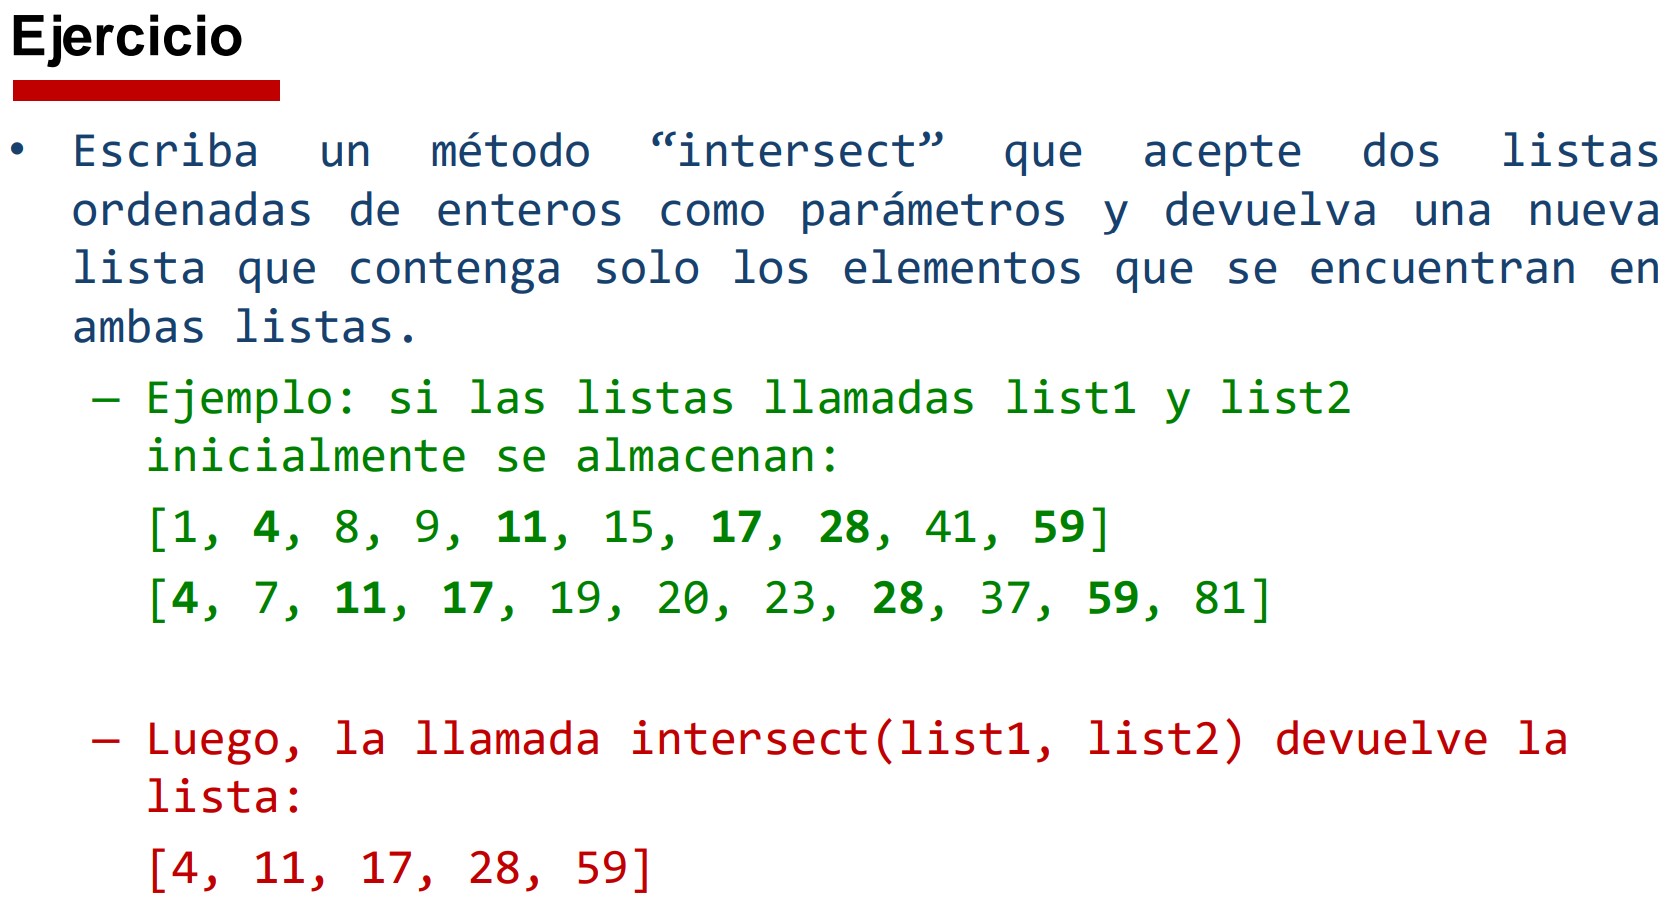 Ejercicio
• Escriba un método “intersect” que acepte dos listas
ordenadas de enteros como parámetros y devuelva una nueva
lista que contenga solo los elementos que se encuentran en
ambas listas.
– Ejemplo: si las listas llamadas list1 y list2
inicialmente se almacenan:
[1, 4, 8, 9, 11, 15, 17, 28, 41, 59]
[4, 7, 11, 17, 19, 20, 23, 28, 37, 59, 81]
– Luego, la llamada intersect(list1, list2) devuelve la
lista:
[4, 11, 17, 28, 59]